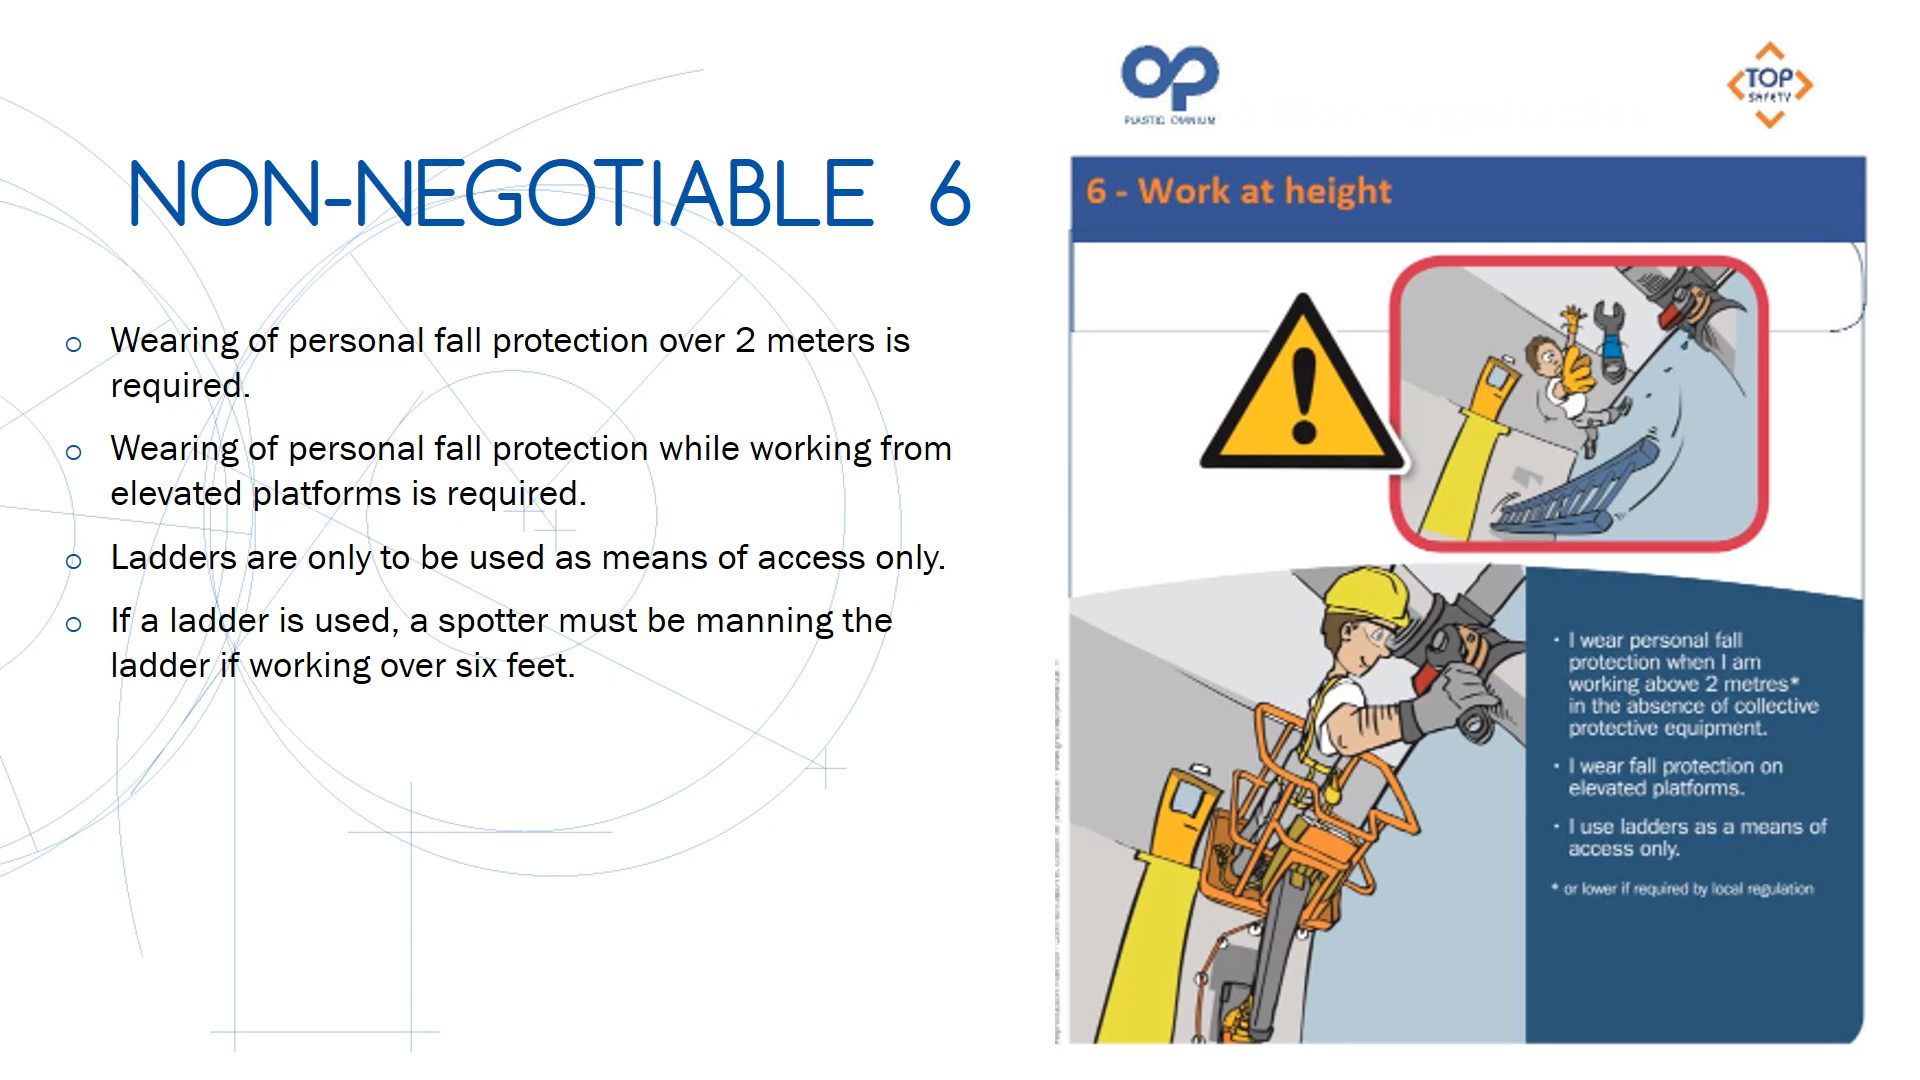 NON-NEGOTIABLE 6
Wearing of personal fall protection over 2 meters is
required.
Wearing of personal fall protection while working from
elevated platforms is required.
Ladders are only to be used as means of access only.
If a ladder is used, a spotter must be manning the
ladder if working over six feet.
OP
PLASTIC OMNIUM
TOP
SAFETY
6 - Work at height
• I wear personal fall
protection when I am
working above 2 metres*
in the absence of collective
protective equipment.
• I wear fall protection on
elevated platforms.
• I use ladders as a means of
access only.
* or lower if required by local regulation